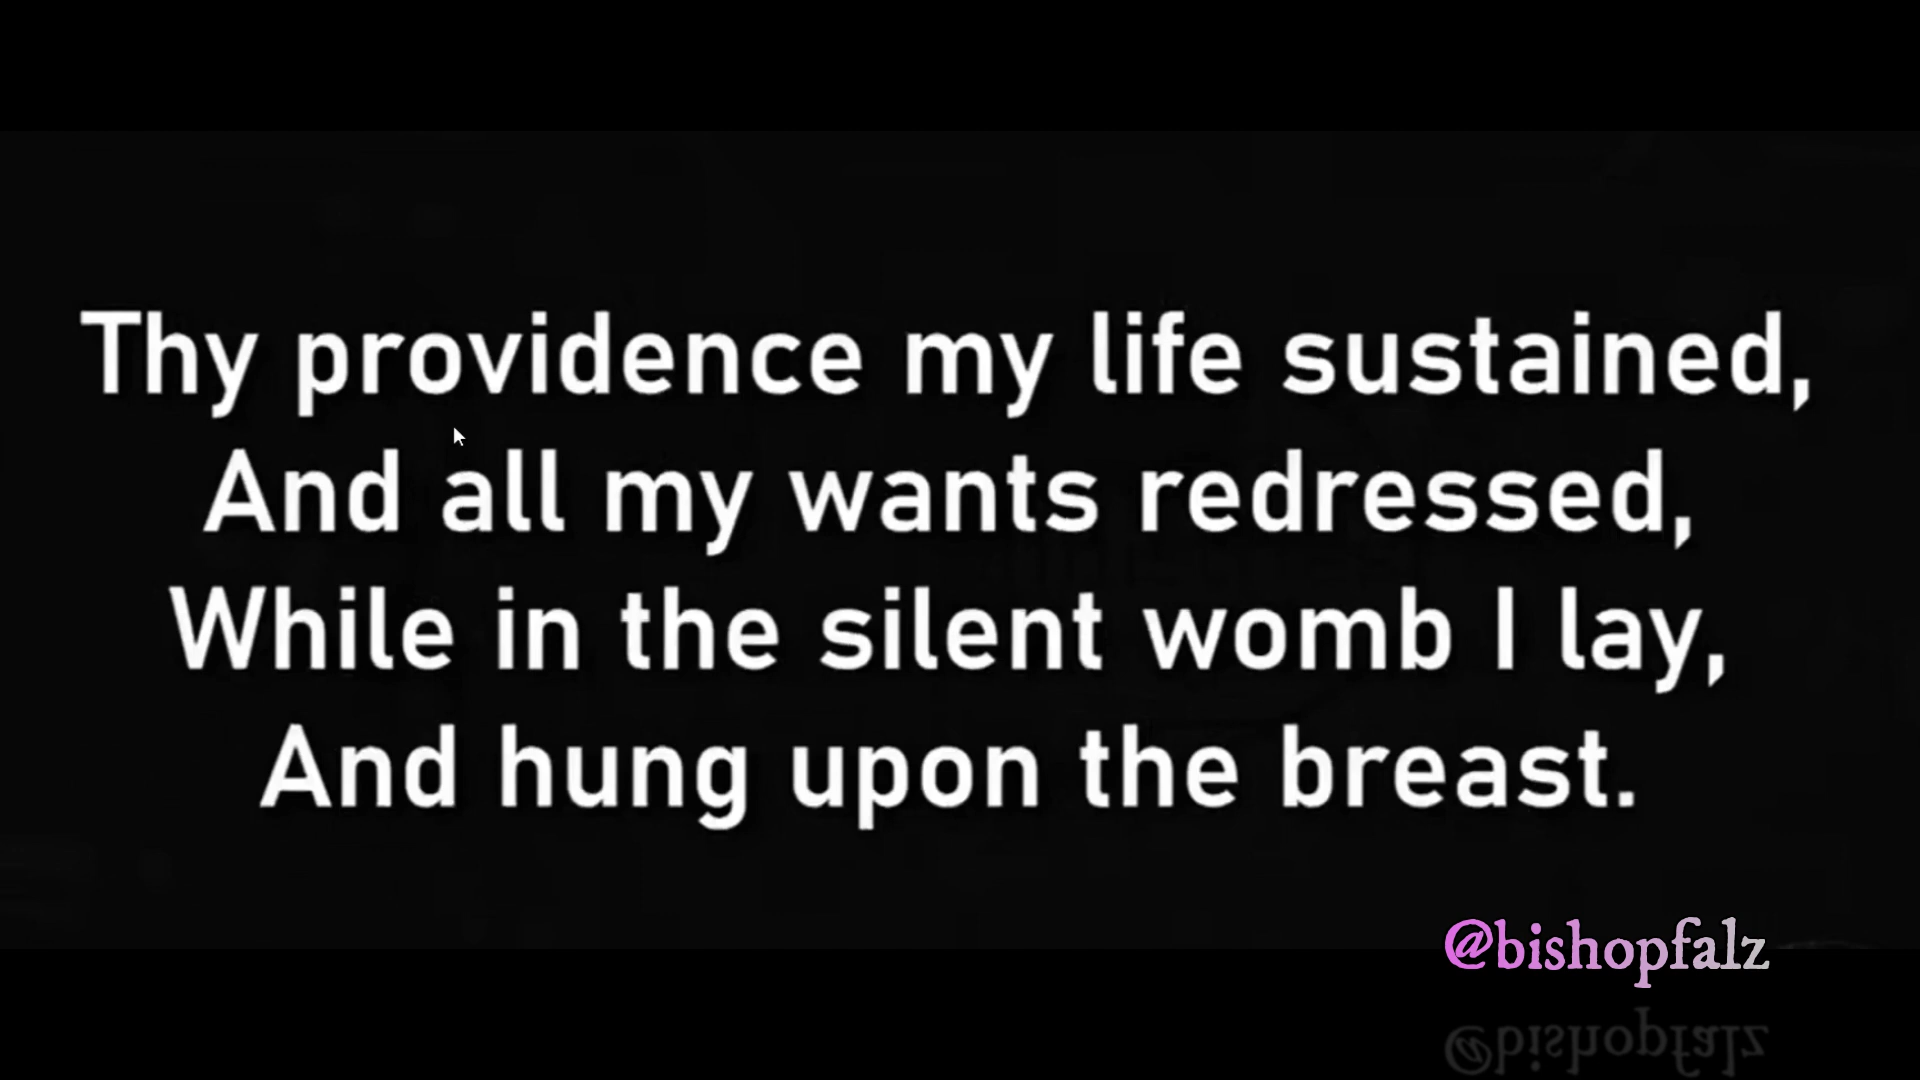 Thy providence my life sustained,
And all my wants redressed,
While in the silent womb I lay,
And hung upon the breast.
@bishopfalz
@bishopfalz